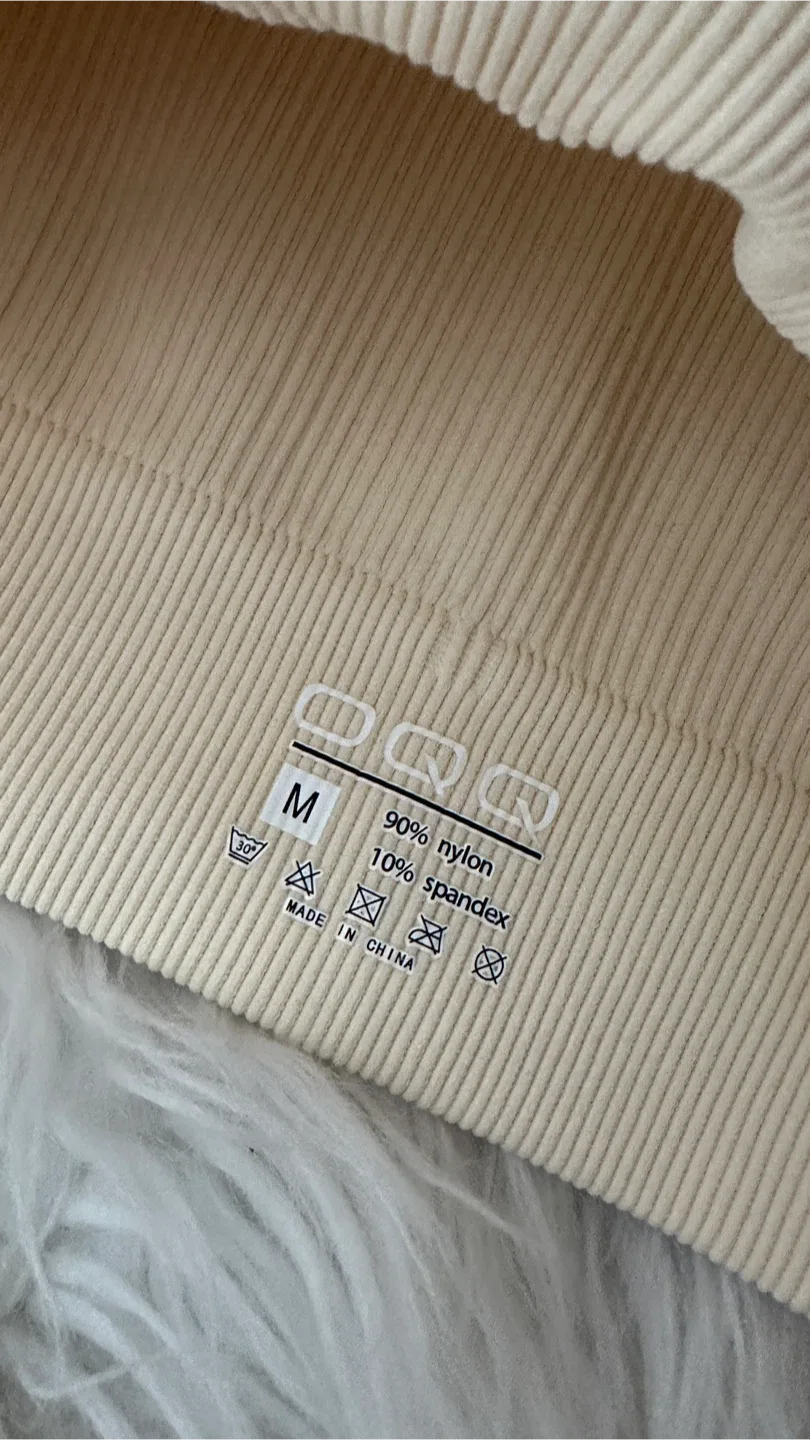 OQQ
M
90% nylon
10% spandex
30°
MADE IN CHINA